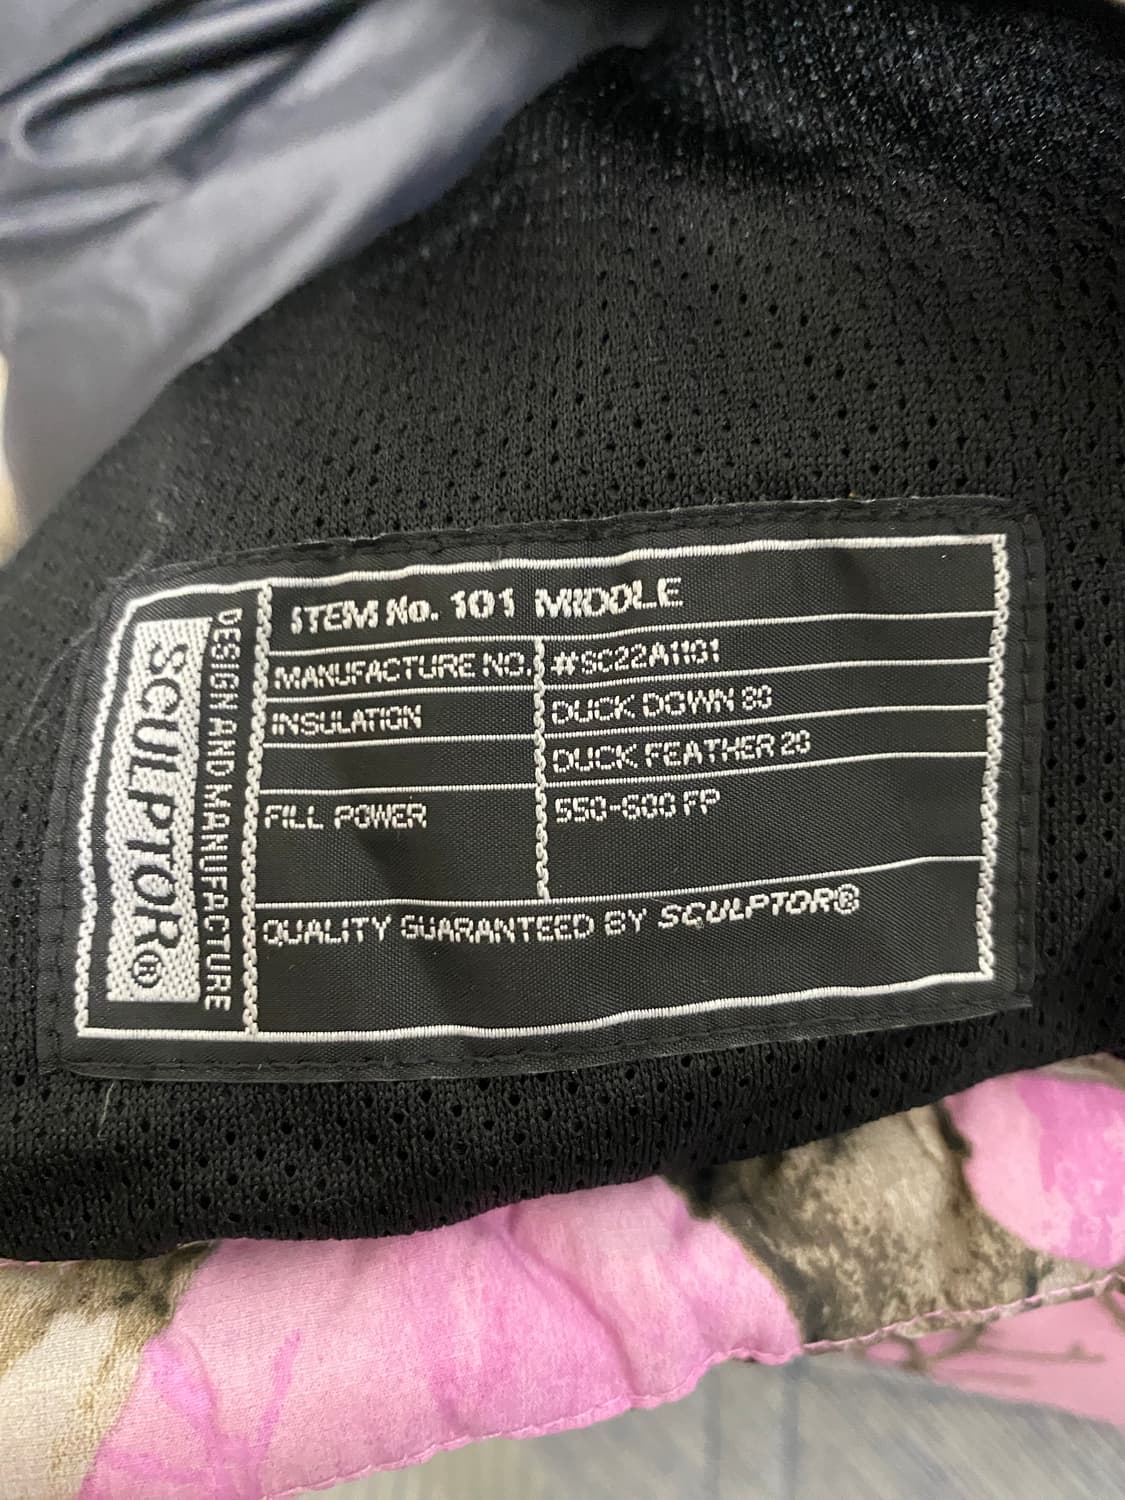 SCULPTOR®
DESIGN AND MANUFACTURE
ITEM No. 101 MIDDLE
MANUFACTURE NO. #SC22A1101
INSULATION DUCK DOWN 80
DUCK FEATHER 20
FILL POWER 550-600 FP
QUALITY GUARANTEED BY SCULPTOR®